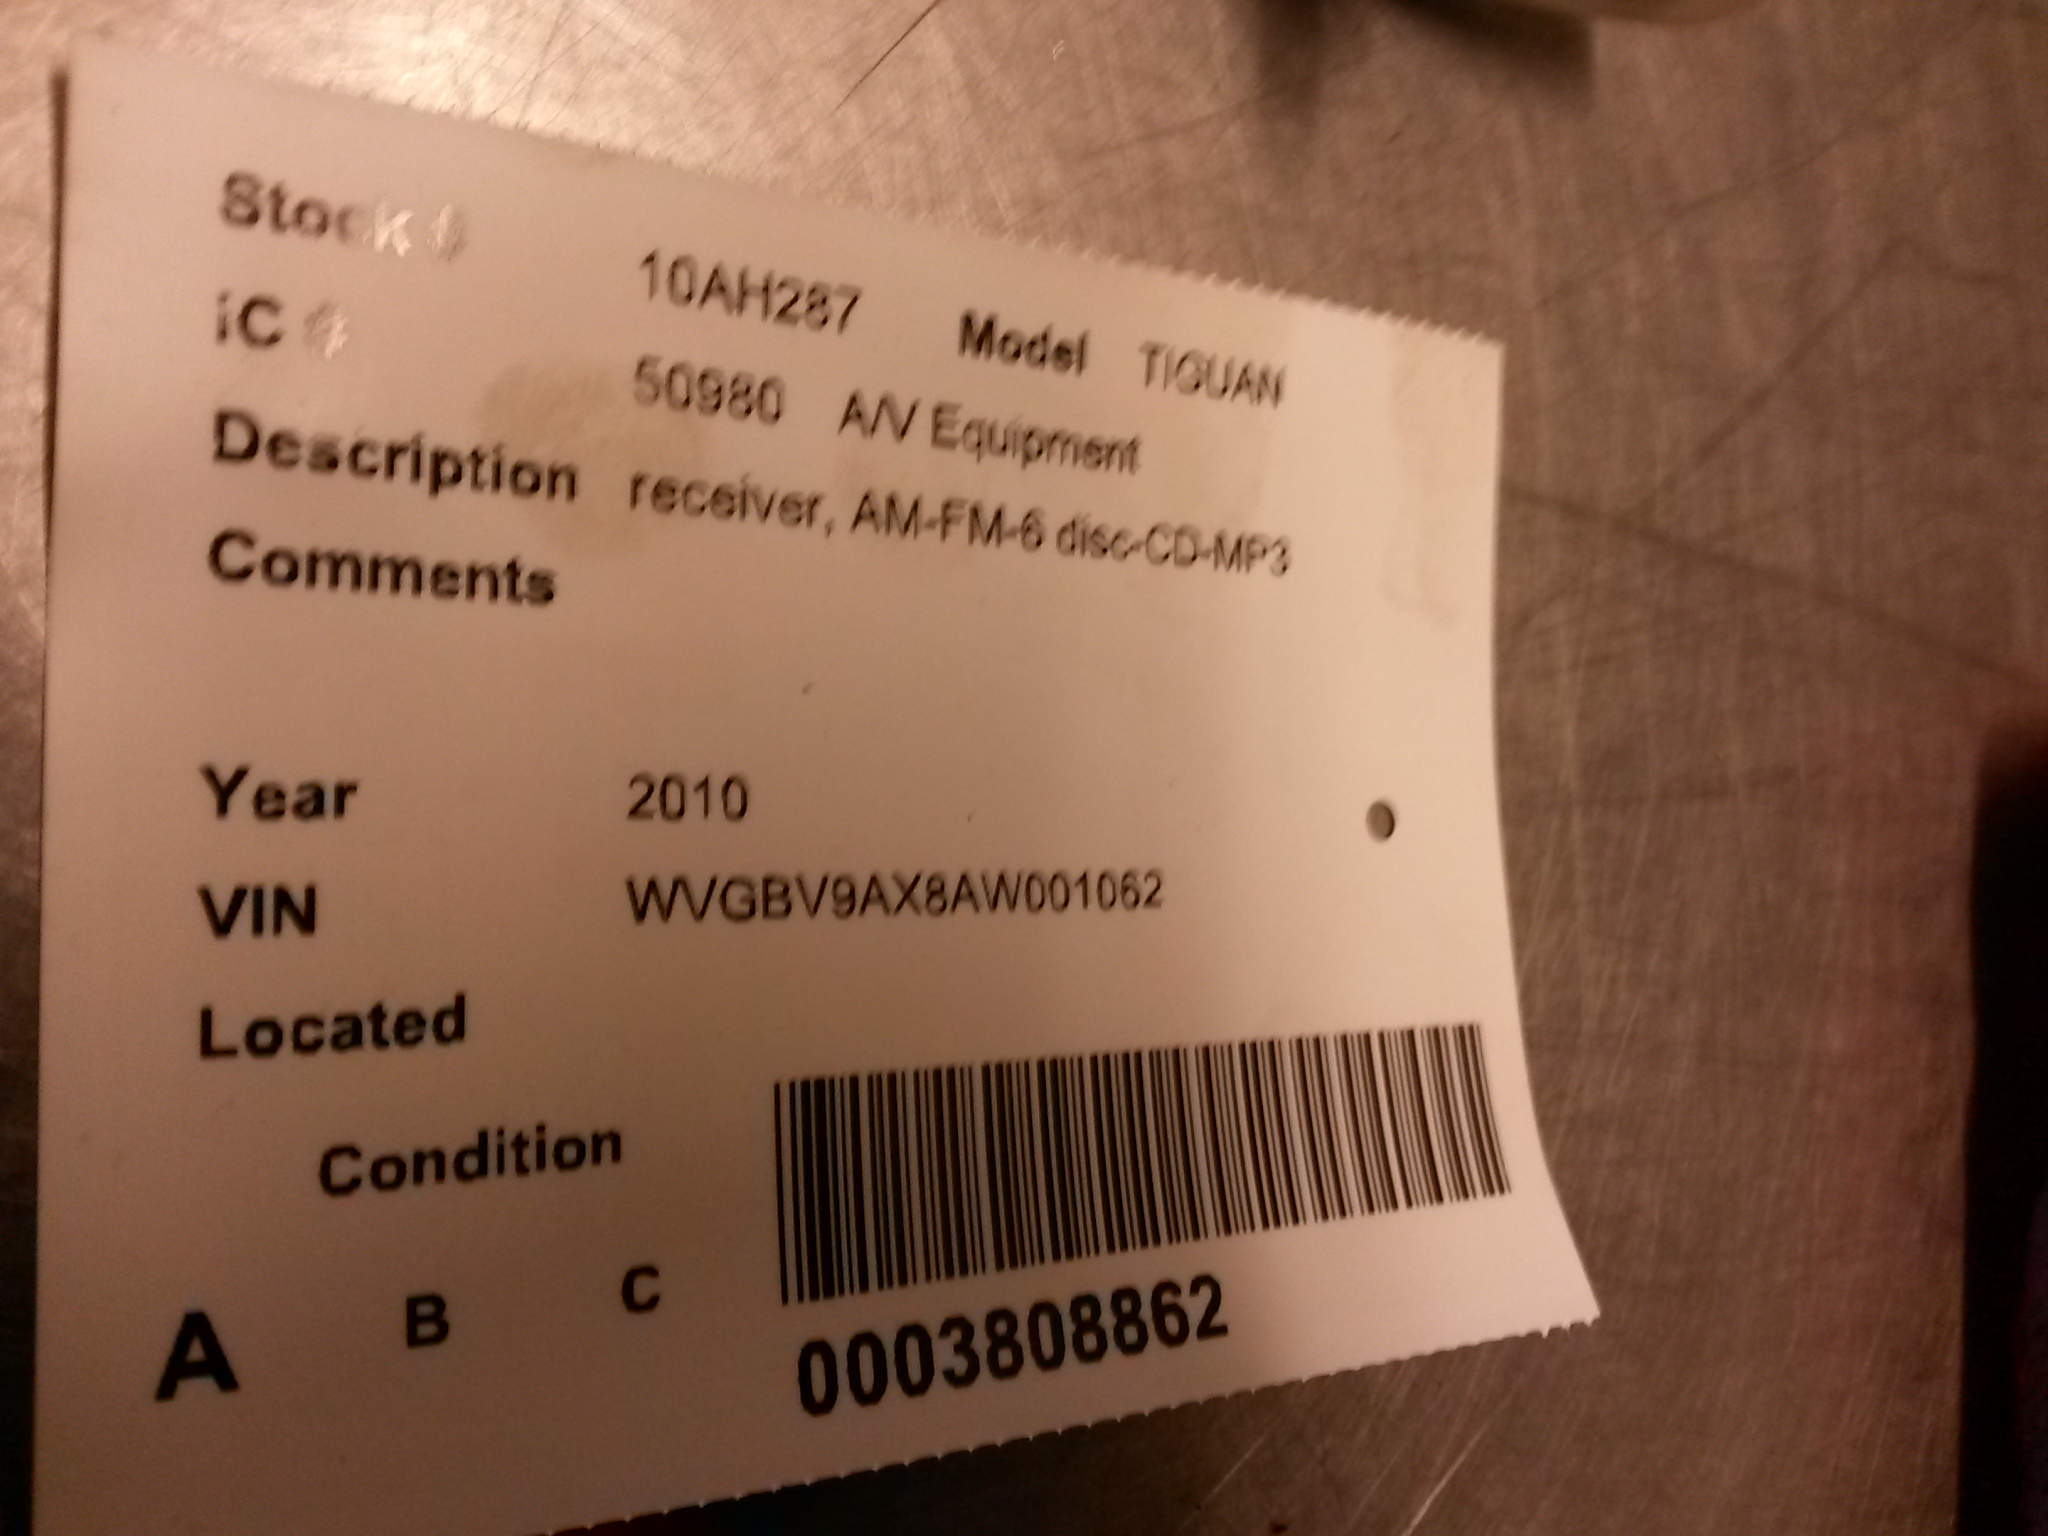 Stock # 10AH287 Model TIGUAN
IC # 50980 A/V Equipment
Description receiver, AM-FM-6 disc-CD-MP3
Comments
Year 2010
VIN WVGBV9AX8AW001062
Located
Condition
A B C
0003808862